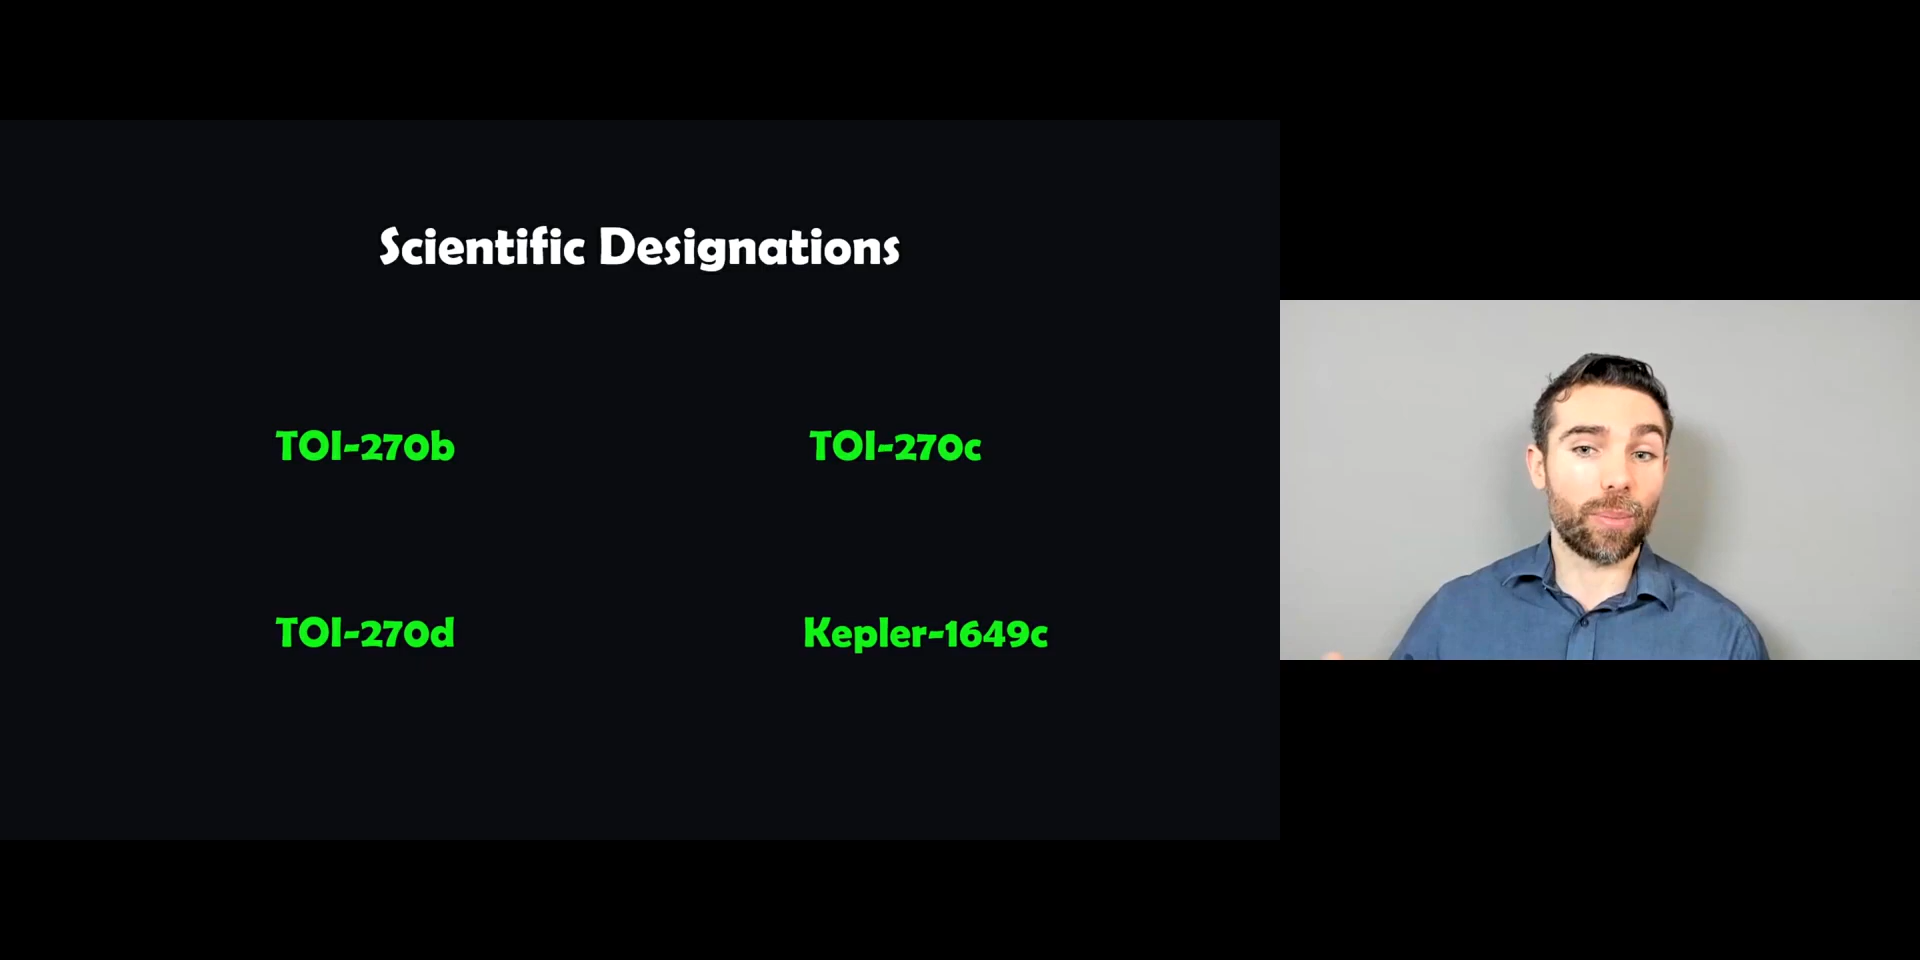 Scientific Designations
TOI-270b
TOI-270c
TOI-270d
Kepler-1649c